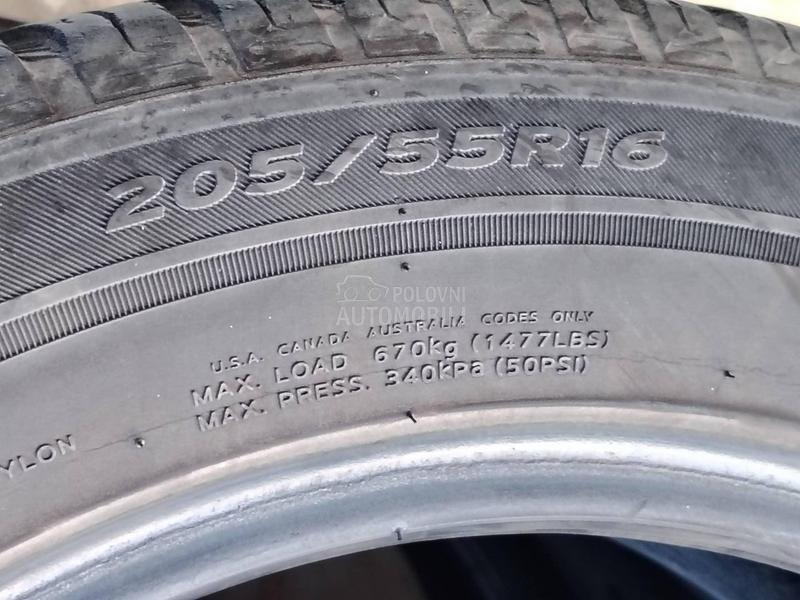 205/55R16
POLOVNI
AUTOMOBILI
U.S.A. CANADA AUSTRALIA CODES ONLY
MAX. LOAD 670kg (1477LBS)
MAX. PRESS. 340kPa (50PSI)
YLON